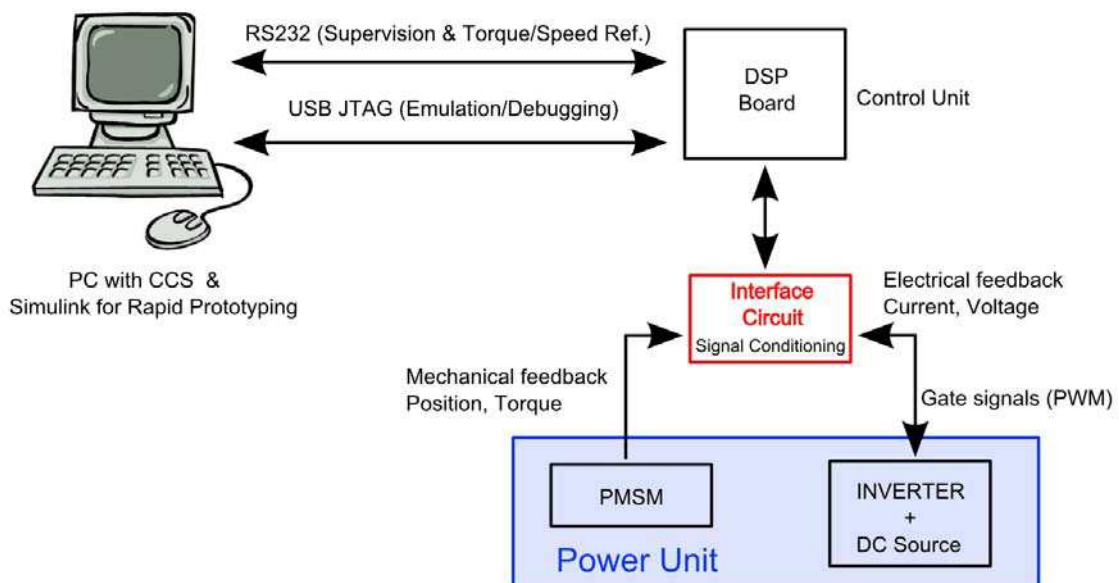 RS232 (Supervision & Torque/Speed Ref.)
USB JTAG (Emulation/Debugging)
DSP
Board
Control Unit
PC with CCS &
Simulink for Rapid Prototyping
Interface
Circuit
Signal Conditioning
Electrical feedback
Current, Voltage
Mechanical feedback
Position, Torque
Gate signals (PWM)
PMSM
INVERTER
+
DC Source
Power Unit